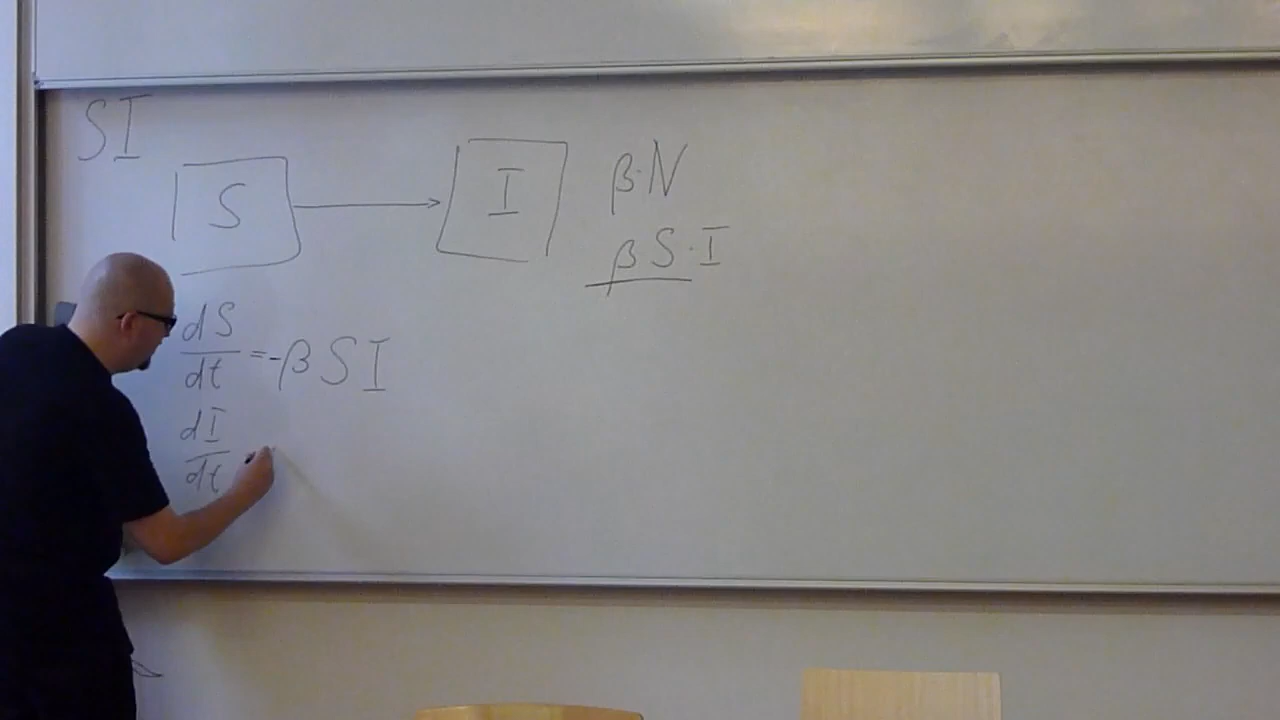 SI
S → I
β·N
β S·I
dS/dt = -β S I
dI/dt